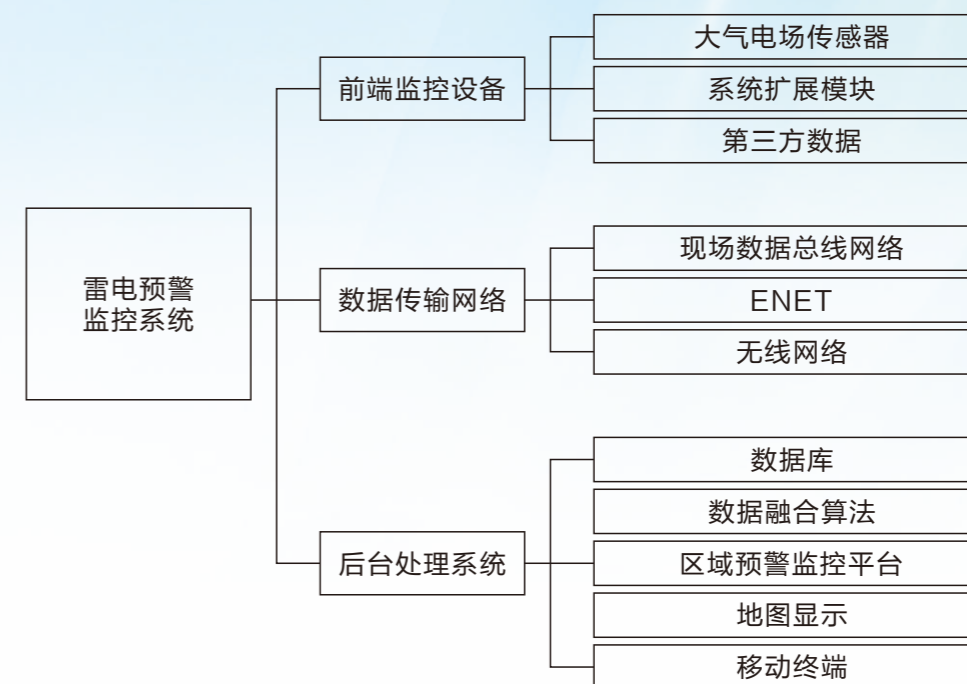 雷电预警
监控系统
前端监控设备
大气电场传感器
系统扩展模块
第三方数据
数据传输网络
现场数据总线网络
ENET
无线网络
后台处理系统
数据库
数据融合算法
区域预警监控平台
地图显示
移动终端